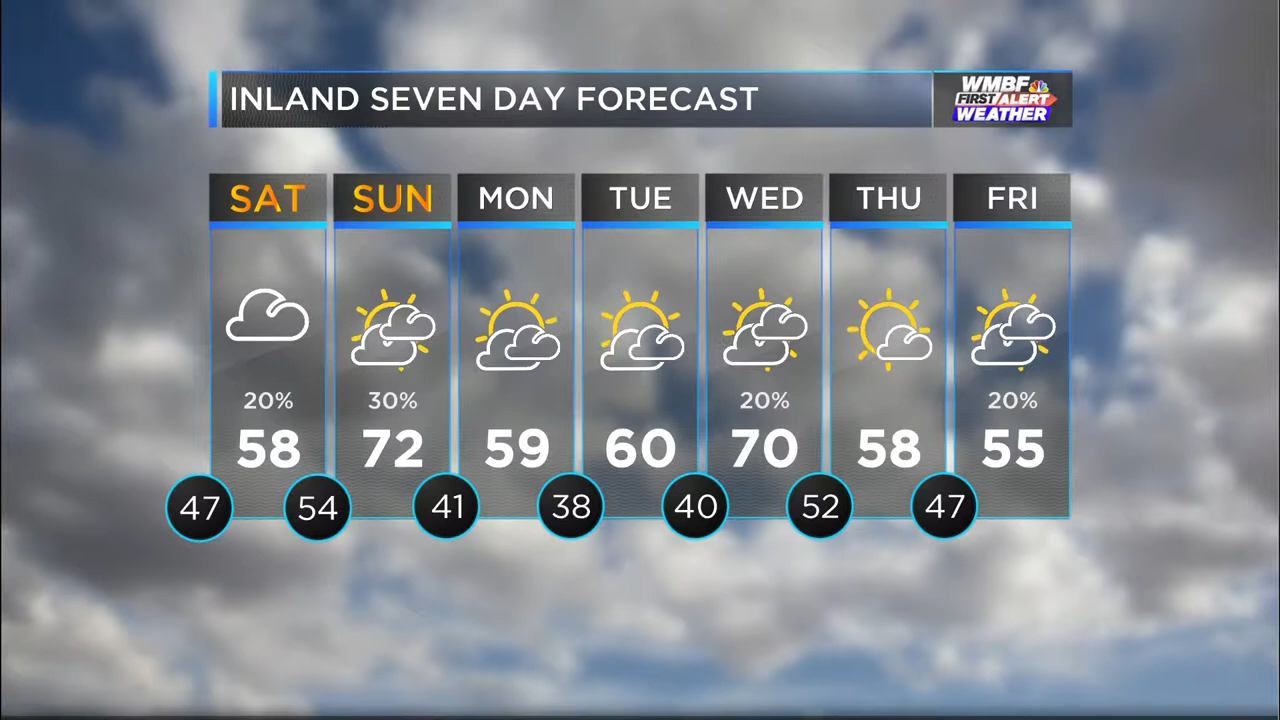 INLAND SEVEN DAY FORECAST
WMBF
FIRST ALERT
WEATHER
SAT SUN MON TUE WED THU FRI
20% 30% 20% 20%
58 72 59 60 70 58 55
47 54 41 38 40 52 47